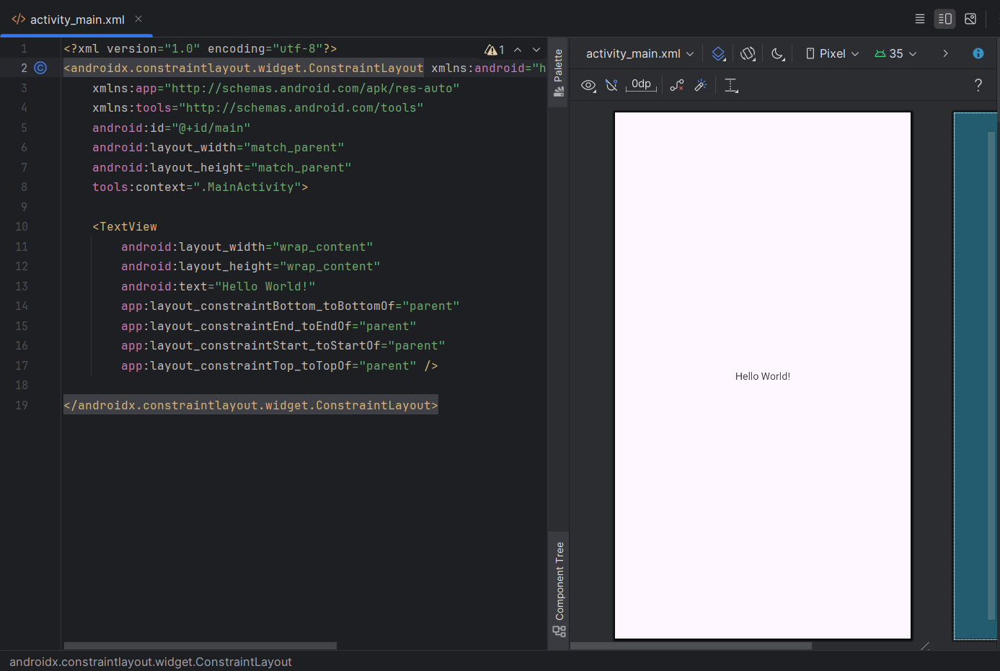 activity_main.xml
1 <?xml version="1.0" encoding="utf-8"?>
1
2 <androidx.constraintlayout.widget.ConstraintLayout xmlns:android="h
3 xmlns:app="http://schemas.android.com/apk/res-auto"
4 xmlns:tools="http://schemas.android.com/tools"
5 android:id="@+id/main"
6 android:layout_width="match_parent"
7 android:layout_height="match_parent"
8 tools:context=".MainActivity">
9
10 <TextView
11 android:layout_width="wrap_content"
12 android:layout_height="wrap_content"
13 android:text="Hello World!"
14 app:layout_constraintBottom_toBottomOf="parent"
15 app:layout_constraintEnd_toEndOf="parent"
16 app:layout_constraintStart_toStartOf="parent"
17 app:layout_constraintTop_toTopOf="parent" />
18
19 </androidx.constraintlayout.widget.ConstraintLayout>
Palette
Component Tree
activity_main.xml Pixel 35
0dp ?
Hello World!
androidx.constraintlayout.widget.ConstraintLayout